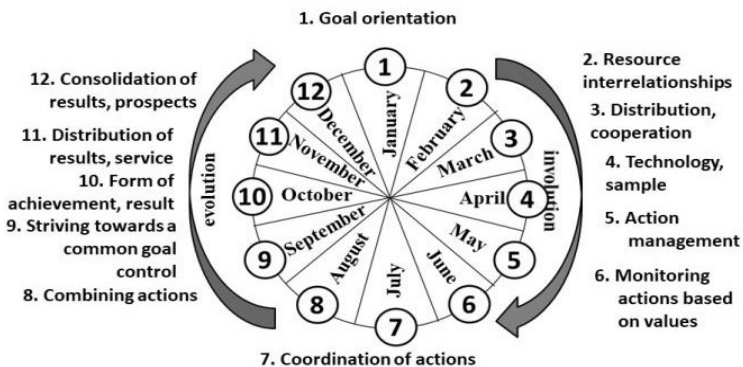 1. Goal orientation
2. Resource
interrelationships
3. Distribution,
cooperation
4. Technology,
sample
5. Action
management
6. Monitoring
actions based
on values
7. Coordination of actions
8. Combining actions
9. Striving towards a
common goal
control
10. Form of
achievement, result
11. Distribution of
results, service
12. Consolidation of
results, prospects
evolution
involution
1
January
2
February
3
March
4
April
5
May
6
June
7
July
8
August
9
September
10
October
11
November
12
December